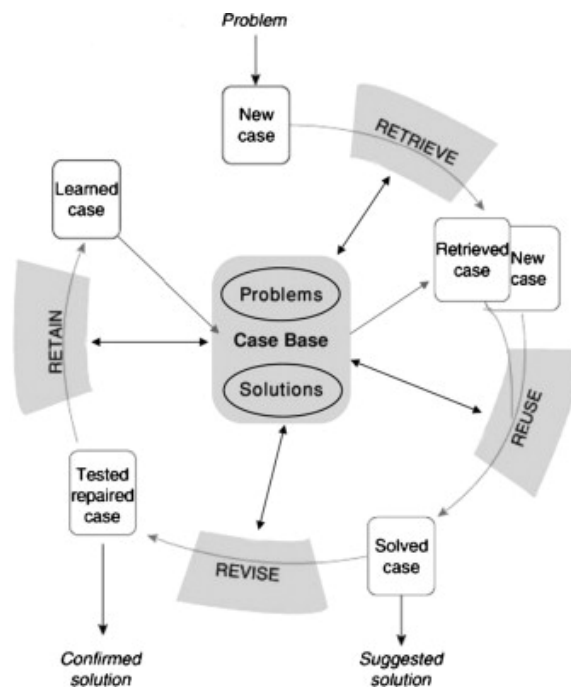 Problem
New
case
RETRIEVE
Learned
case
Retrieved
case
New
case
Problems
Case Base
Solutions
RETAIN
REUSE
Tested
repaired
case
REVISE
Solved
case
Confirmed
solution
Suggested
solution